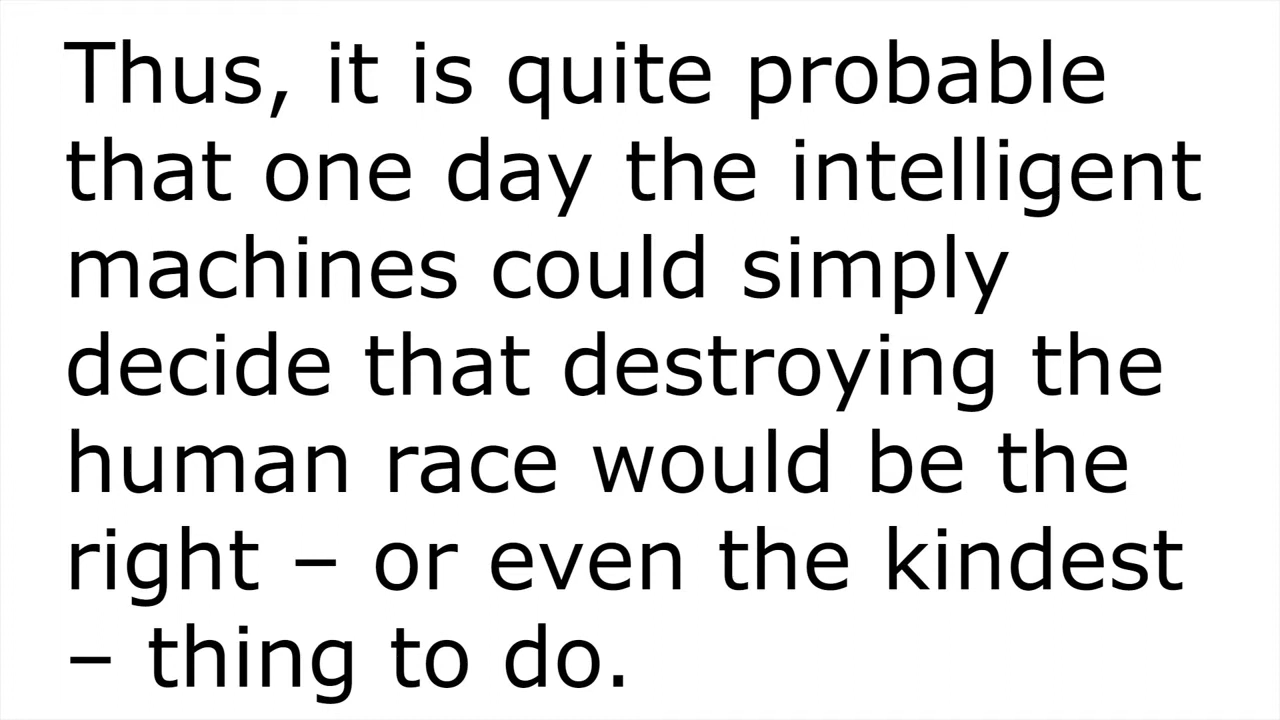 Thus, it is quite probable
that one day the intelligent
machines could simply
decide that destroying the
human race would be the
right – or even the kindest
– thing to do.